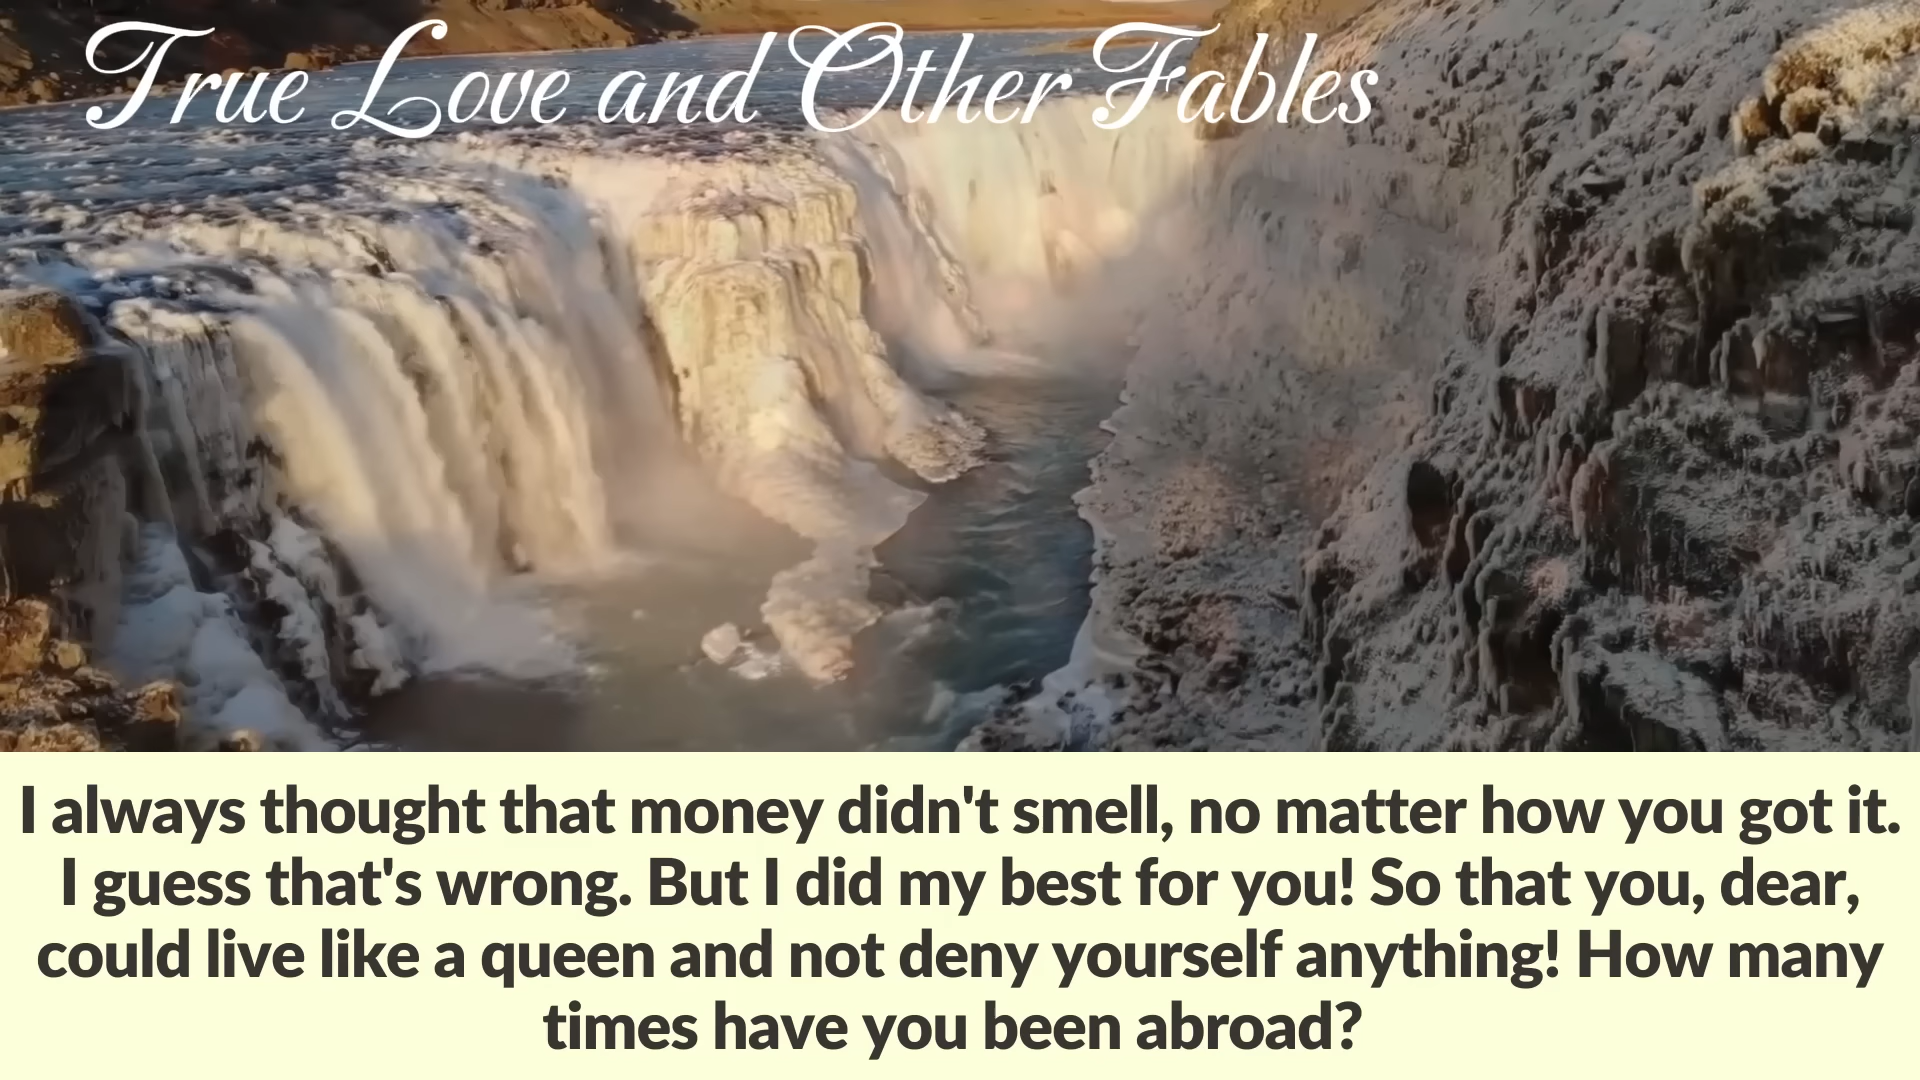 True Love and Other Fables
I always thought that money didn't smell, no matter how you got it.
I guess that's wrong. But I did my best for you! So that you, dear,
could live like a queen and not deny yourself anything! How many
times have you been abroad?